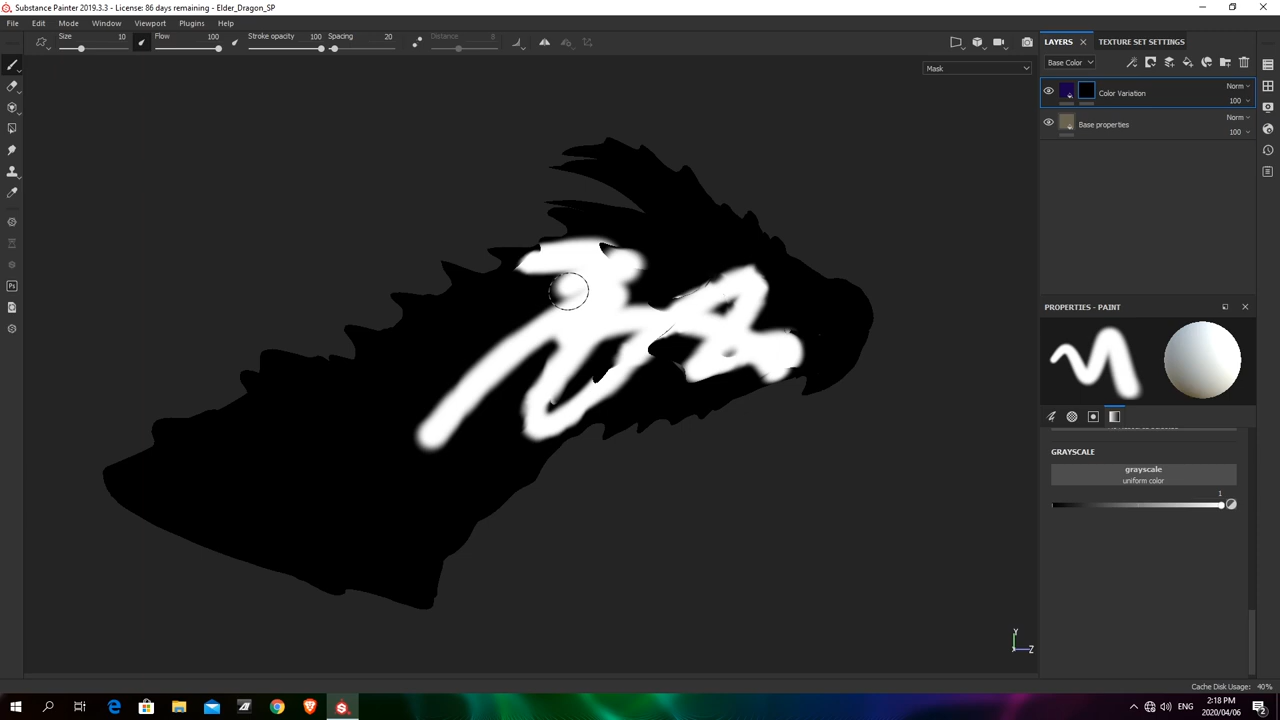 Substance Painter 2019.3.3 - License: 86 days remaining - Elder_Dragon_SP
File Edit Mode Window Viewport Plugins Help
Size 10 Flow 100 Stroke opacity 100 Spacing 20 Distance 8
Mask
LAYERS TEXTURE SET SETTINGS
Base Color
Color Variation Norm 100
Base properties Norm 100
PROPERTIES - PAINT
GRAYSCALE
grayscale
uniform color
1
Y
Z
Ps
Cache Disk Usage: 40%
ENG
2:18 PM
2020/04/06
2